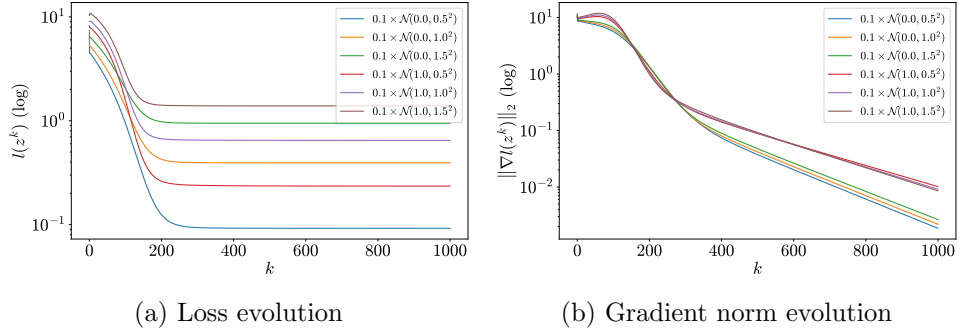 10^1
10^0
10^{-1}
l(z^k) (log)
0 200 400 600 800 1000
k
0.1 × N(0.0, 0.5^2)
0.1 × N(0.0, 1.0^2)
0.1 × N(0.0, 1.5^2)
0.1 × N(1.0, 0.5^2)
0.1 × N(1.0, 1.0^2)
0.1 × N(1.0, 1.5^2)
(a) Loss evolution
10^1
10^0
10^{-1}
10^{-2}
||∇l(z^k)||_2 (log)
0 200 400 600 800 1000
k
0.1 × N(0.0, 0.5^2)
0.1 × N(0.0, 1.0^2)
0.1 × N(0.0, 1.5^2)
0.1 × N(1.0, 0.5^2)
0.1 × N(1.0, 1.0^2)
0.1 × N(1.0, 1.5^2)
(b) Gradient norm evolution